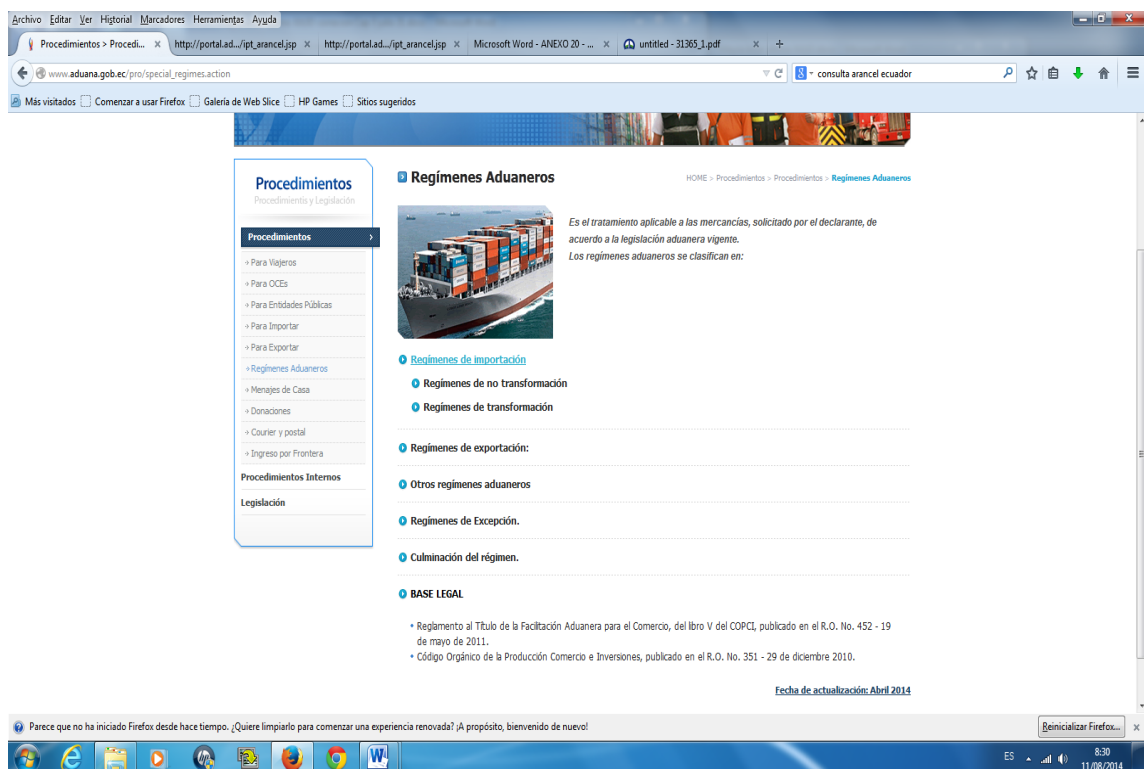 Archivo Editar Ver Historial Marcadores Herramientas Ayuda
Procedimientos > Procedi... × http://portal.ad.../ipt_arancel.jsp × http://portal.ad.../ipt_arancel.jsp × Microsoft Word - ANEXO 20 - ... × untitled - 31365_1.pdf × +
www.aduana.gob.ec/pro/special_regimes.action consulta arancel ecuador
Más visitados Comenzar a usar Firefox Galería de Web Slice HP Games Sitios sugeridos
Procedimientos
Procedimientis y Legislación
Procedimientos
Para Viajeros
Para OCEs
Para Entidades Públicas
Para Importar
Para Exportar
Regímenes Aduaneros
Menajes de Casa
Donaciones
Courier y postal
Ingreso por Frontera
Procedimientos Internos
Legislación
Regímenes Aduaneros
HOME > Procedimientos > Procedimientos > Regímenes Aduaneros
Es el tratamiento aplicable a las mercancías, solicitado por el declarante, de
acuerdo a la legislación aduanera vigente.
Los regímenes aduaneros se clasifican en:
Regímenes de importación
Regímenes de no transformación
Regímenes de transformación
Regímenes de exportación:
Otros regímenes aduaneros
Regímenes de Excepción.
Culminación del régimen.
BASE LEGAL
• Reglamento al Título de la Facilitación Aduanera para el Comercio, del libro V del COPCI, publicado en el R.O. No. 452 - 19
de mayo de 2011.
• Código Orgánico de la Producción Comercio e Inversiones, publicado en el R.O. No. 351 - 29 de diciembre 2010.
Fecha de actualización: Abril 2014
Parece que no ha iniciado Firefox desde hace tiempo. ¿Quiere limpiarlo para comenzar una experiencia renovada? ¡A propósito, bienvenido de nuevo! Reinicializar Firefox... ×
ES 8:30
11/08/2014